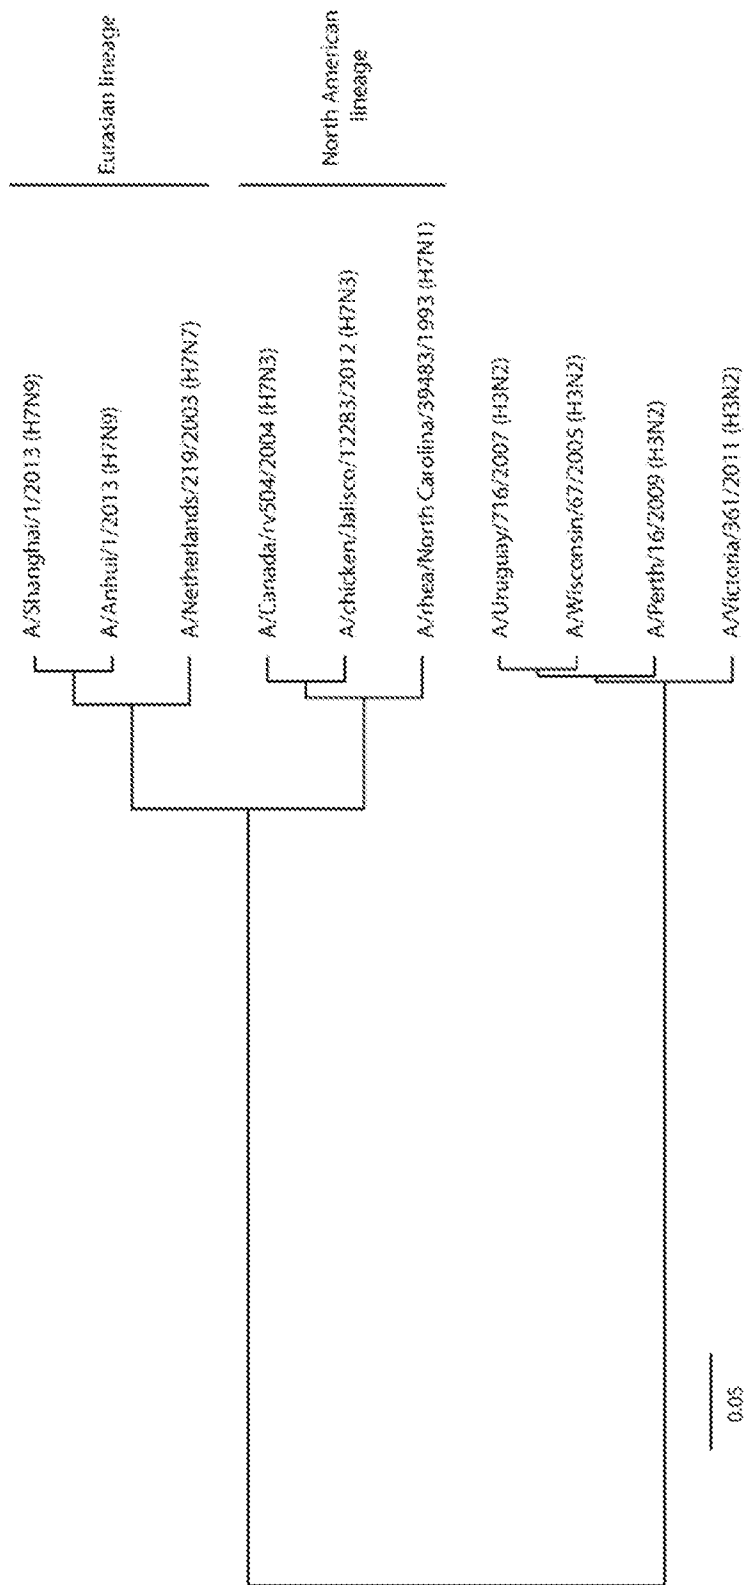 A/Shanghai/1/2013 (H7N9)
A/Anhui/1/2013 (H7N9)
A/Netherlands/219/2003 (H7N7)
Eurasian lineage
A/Canada/rv504/2004 (H7N3)
A/chicken/Jalisco/12283/2012 (H7N3)
A/rhea/North Carolina/39483/1993 (H7N1)
North American
lineage
A/Uruguay/716/2007 (H3N2)
A/Wisconsin/67/2005 (H3N2)
A/Perth/16/2009 (H3N2)
A/Victoria/361/2011 (H3N2)
0.05